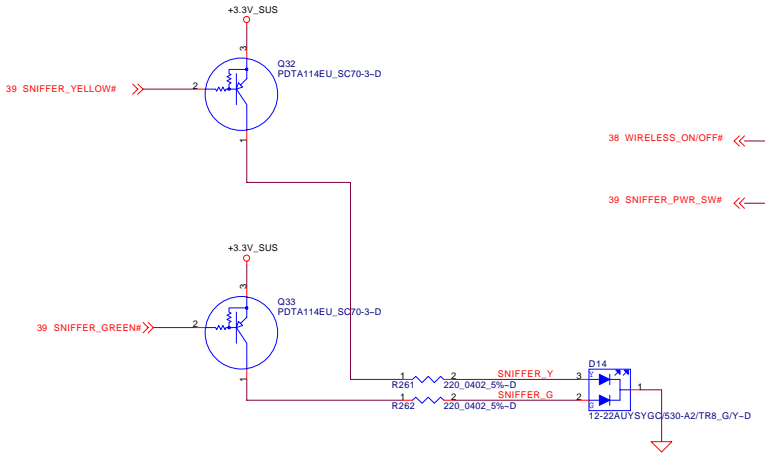 +3.3V_SUS
3
Q32
PDTA114EU_SC70-3~D
39 SNIFFER_YELLOW#
2
1
38 WIRELESS_ON/OFF#
39 SNIFFER_PWR_SW#
+3.3V_SUS
3
Q33
PDTA114EU_SC70-3~D
39 SNIFFER_GREEN#
2
1
D14
1 2 SNIFFER_Y 3 Y
R261 220_0402_5%~D
1
1 2 SNIFFER_G 2 G
R262 220_0402_5%~D
12-22AUYSYGC/530-A2/TR8_G/Y~D